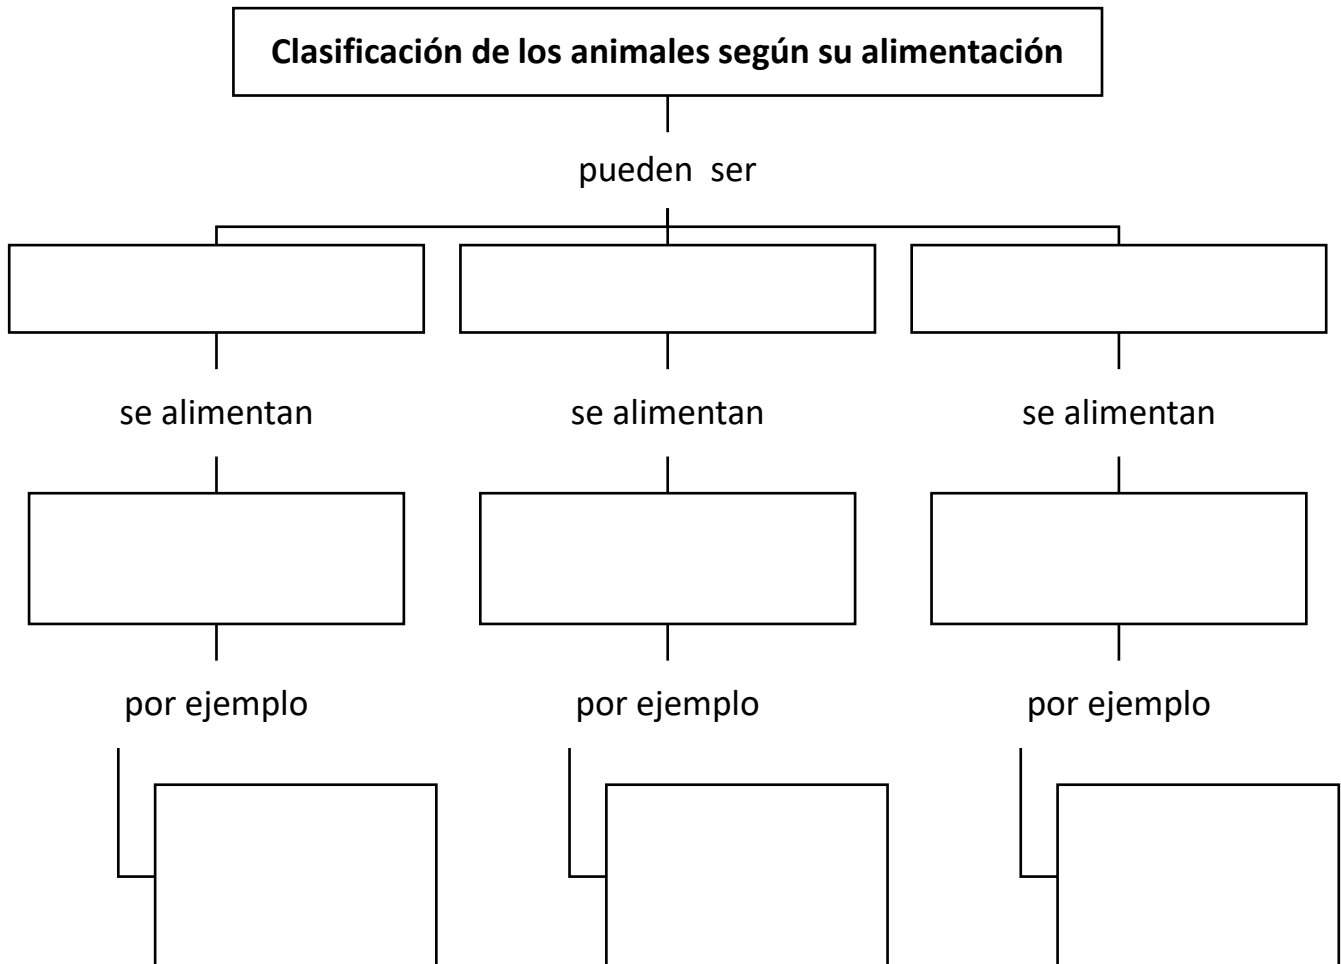 Clasificación de los animales según su alimentación
pueden ser
se alimentan
se alimentan
se alimentan
por ejemplo
por ejemplo
por ejemplo